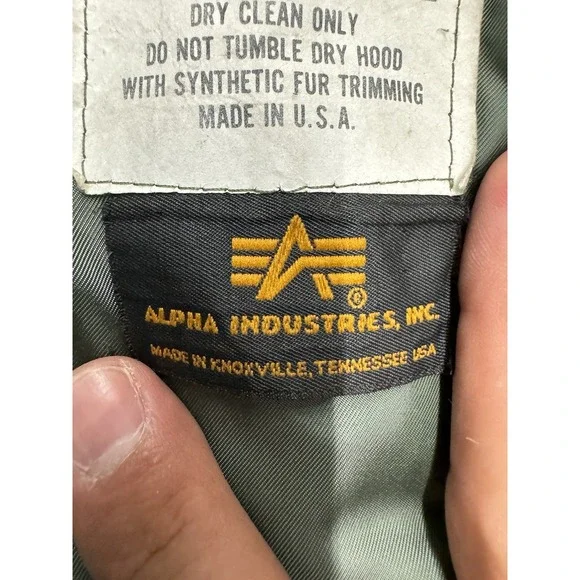 DRY CLEAN ONLY
DO NOT TUMBLE DRY HOOD
WITH SYNTHETIC FUR TRIMMING
MADE IN U.S.A.
®
ALPHA INDUSTRIES, INC.
MADE IN KNOXVILLE, TENNESSEE USA